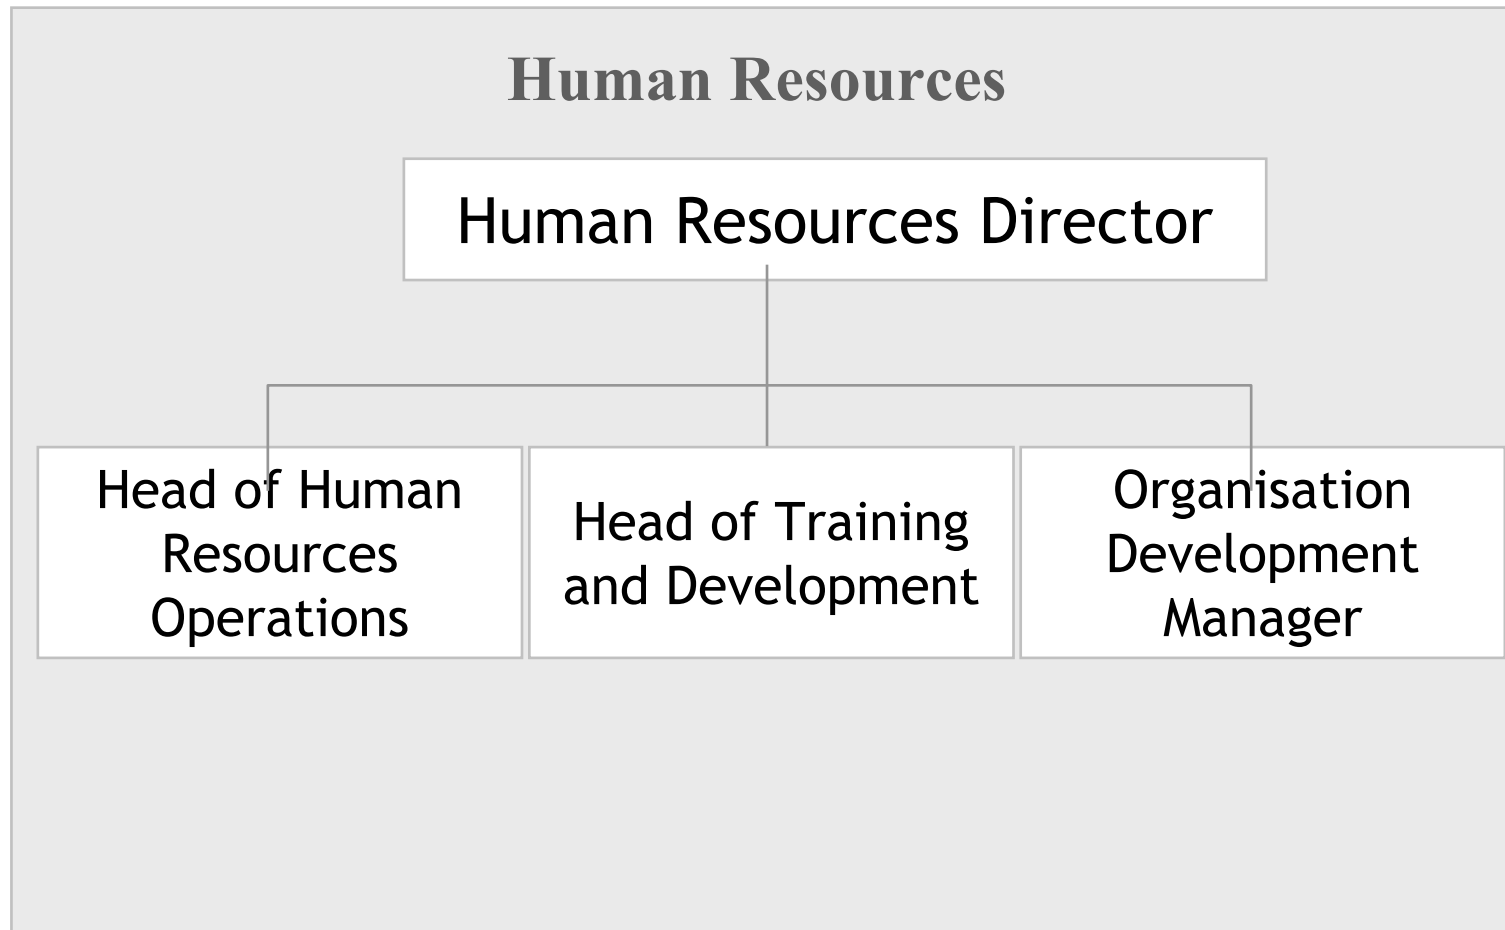 Human Resources
Human Resources Director
Head of Human
Resources
Operations
Head of Training
and Development
Organisation
Development
Manager